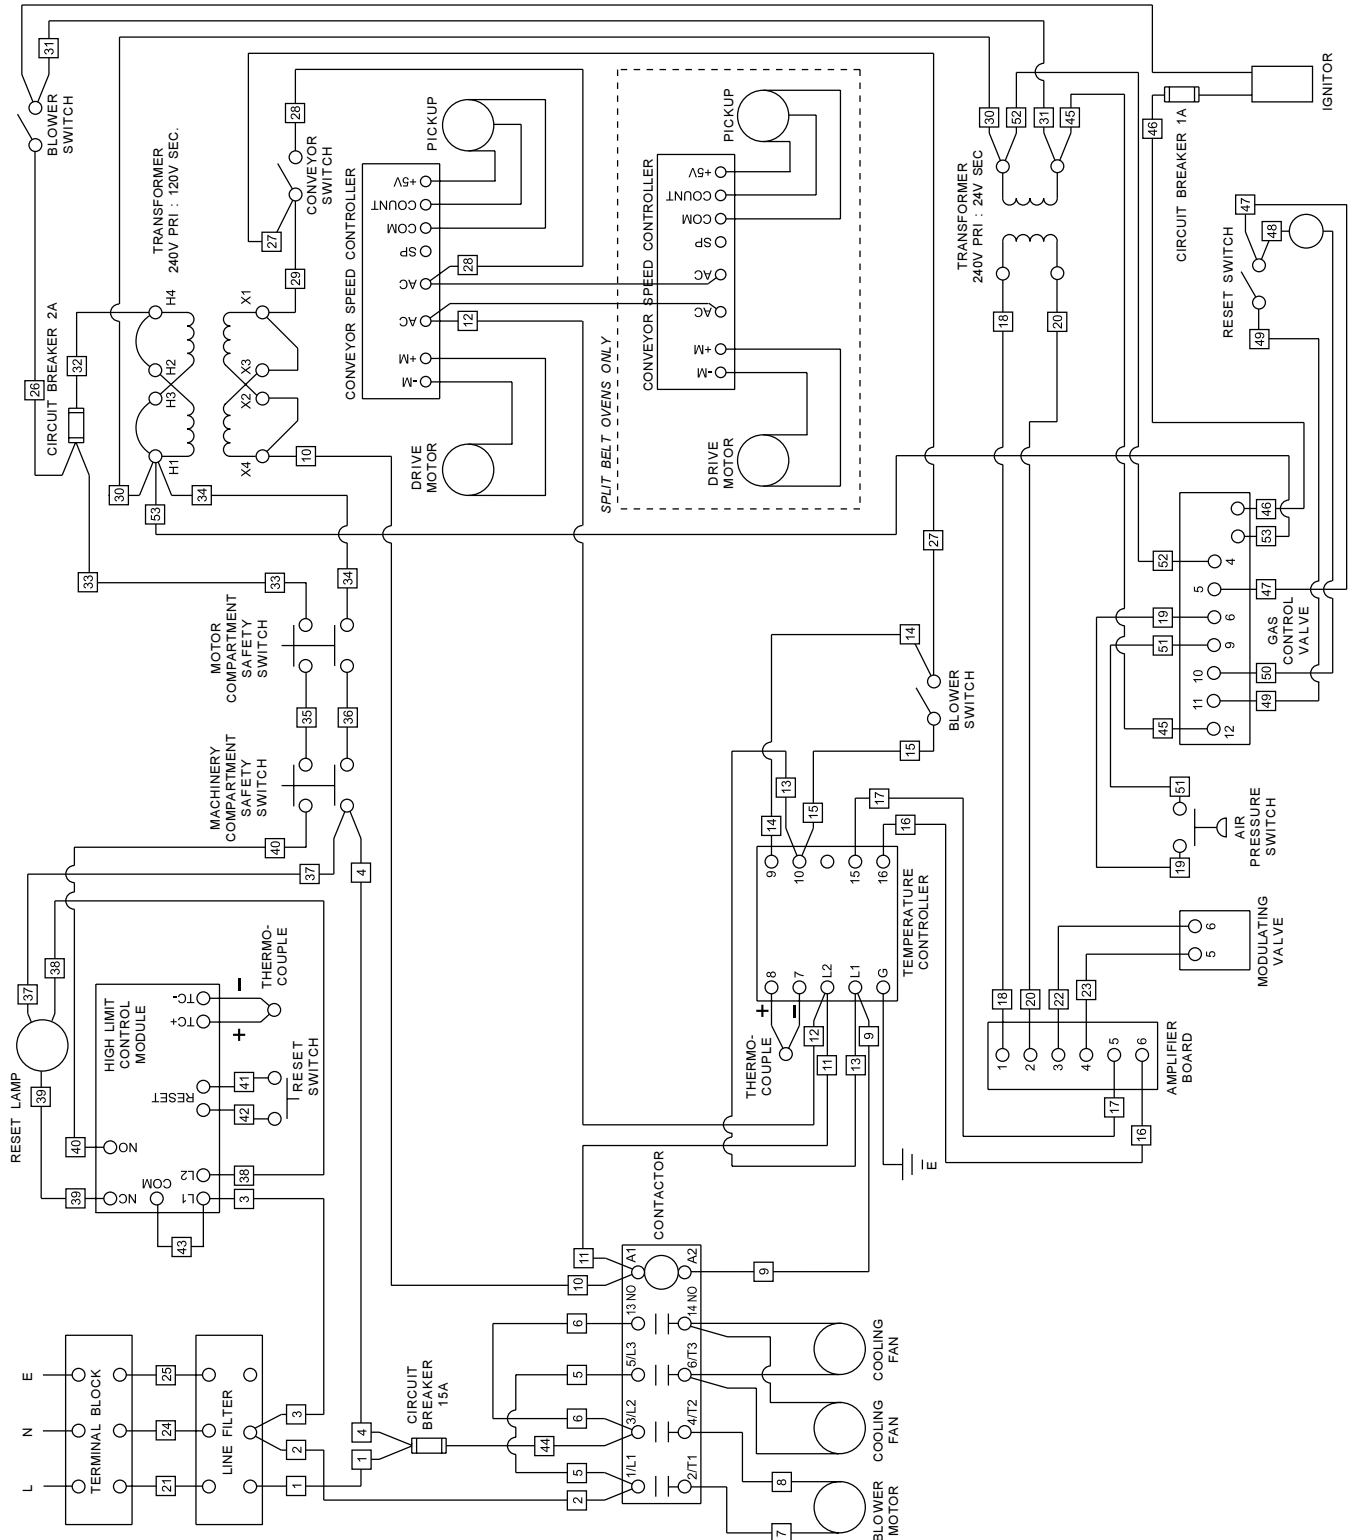 31
BLOWER
SWITCH
26
CIRCUIT BREAKER 2A
32
TRANSFORMER
240V PRI : 120V SEC.
H4
H2
H3
H1
X1
X3
X2
X4
30
53
34
10
33
33
34
27
28
29
CONVEYOR
SWITCH
CONVEYOR SPEED CONTROLLER
+5V
COUNT
COM
SP
AC
AC
+M
-M
28
12
PICKUP
DRIVE
MOTOR
SPLIT BELT OVENS ONLY
CONVEYOR SPEED CONTROLLER
+5V
COUNT
COM
SP
AC
AC
+M
-M
PICKUP
DRIVE
MOTOR
30
52
31
45
TRANSFORMER
240V PRI : 24V SEC
18
20
46
CIRCUIT BREAKER 1A
IGNITOR
47
48
RESET SWITCH
49
MOTOR
COMPARTMENT
SAFETY
SWITCH
35
36
MACHINERY
COMPARTMENT
SAFETY
SWITCH
40
37
4
27
14
BLOWER
SWITCH
15
46
53
52
4
5
47
19
6
51
9
10
50
11
49
45
12
GAS
CONTROL
VALVE
51
AIR
PRESSURE
SWITCH
19
37
38
RESET LAMP
39
40
39
HIGH LIMIT
CONTROL
MODULE
TC-
TC+
-
+
THERMO-
COUPLE
RESET
41
42
RESET
SWITCH
NO
NC
COM
L2
L1
38
3
43
14
13
15
17
16
9
10
15
16
TEMPERATURE
CONTROLLER
8
7
L2
L1
G
+
-
THERMO-
COUPLE
12
11
13
9
E
MODULATING
VALVE
6
5
18
20
22
23
1
2
3
4
5
6
AMPLIFIER
BOARD
17
16
CONTACTOR
11
10
A1
A2
9
13 NO
14 NO
5/L3
6/T3
3/L2
4/T2
1/L1
2/T1
6
5
6
5
2
44
CIRCUIT
BREAKER
15A
4
1
E
N
L
TERMINAL BLOCK
25
24
21
LINE FILTER
3
2
1
COOLING
FAN
COOLING
FAN
8
7
BLOWER
MOTOR